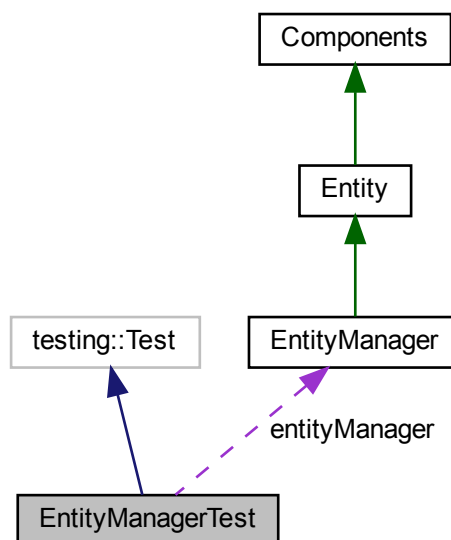 Components
Entity
testing::Test
EntityManager
entityManager
EntityManagerTest